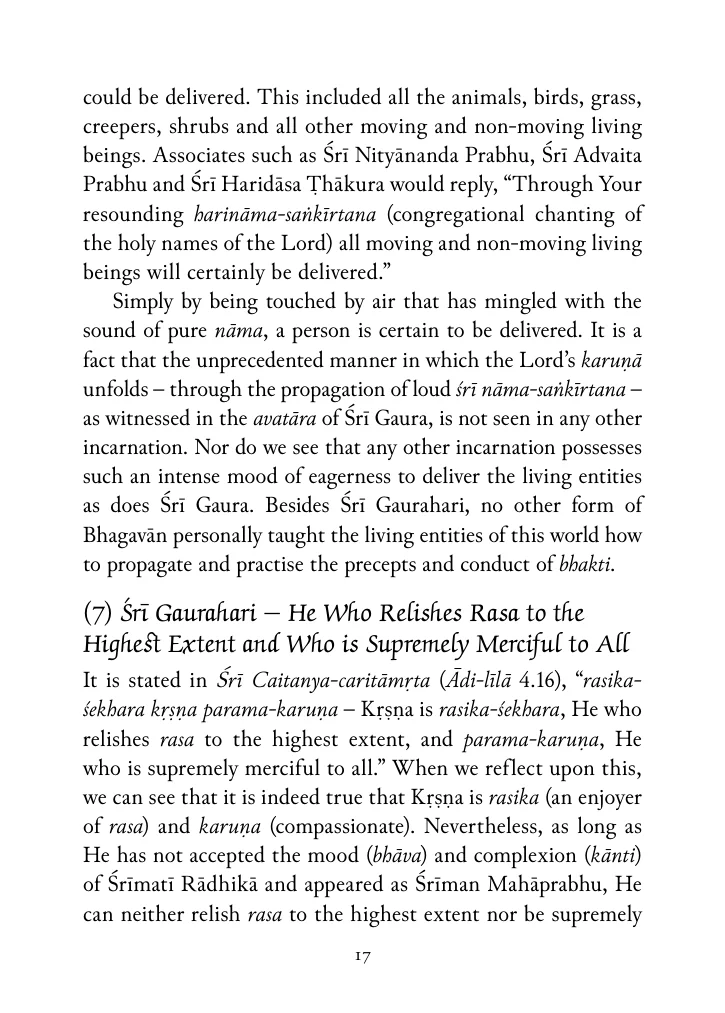 could be delivered. This included all the animals, birds, grass,
creepers, shrubs and all other moving and non-moving living
beings. Associates such as Śrī Nityānanda Prabhu, Śrī Advaita
Prabhu and Śrī Haridāsa Ṭhākura would reply, “Through Your
resounding harināma-saṅkīrtana (congregational chanting of
the holy names of the Lord) all moving and non-moving living
beings will certainly be delivered.”
Simply by being touched by air that has mingled with the
sound of pure nāma, a person is certain to be delivered. It is a
fact that the unprecedented manner in which the Lord’s karuṇā
unfolds – through the propagation of loud śrī nāma-saṅkīrtana –
as witnessed in the avatāra of Śrī Gaura, is not seen in any other
incarnation. Nor do we see that any other incarnation possesses
such an intense mood of eagerness to deliver the living entities
as does Śrī Gaura. Besides Śrī Gaurahari, no other form of
Bhagavān personally taught the living entities of this world how
to propagate and practise the precepts and conduct of bhakti.
(7) Śrī Gaurahari – He Who Relishes Rasa to the
Highest Extent and Who is Supremely Merciful to All
It is stated in Śrī Caitanya-caritāmṛta (Ādi-līlā 4.16), “rasika-
śekhara kṛṣṇa parama-karuṇa – Kṛṣṇa is rasika-śekhara, He who
relishes rasa to the highest extent, and parama-karuṇa, He
who is supremely merciful to all.” When we reflect upon this,
we can see that it is indeed true that Kṛṣṇa is rasika (an enjoyer
of rasa) and karuṇa (compassionate). Nevertheless, as long as
He has not accepted the mood (bhāva) and complexion (kānti)
of Śrīmatī Rādhikā and appeared as Śrīman Mahāprabhu, He
can neither relish rasa to the highest extent nor be supremely
17